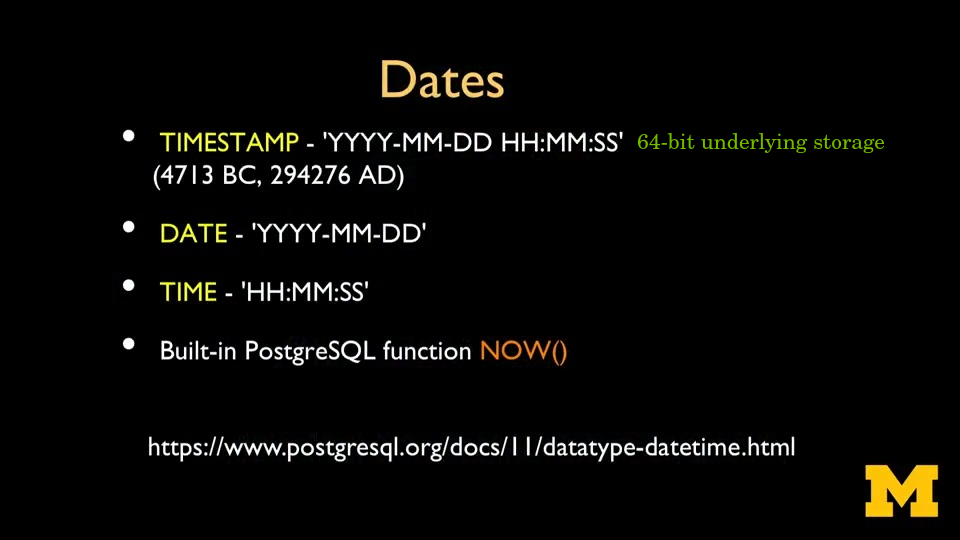 Dates
• TIMESTAMP - 'YYYY-MM-DD HH:MM:SS' 64-bit underlying storage
(4713 BC, 294276 AD)
• DATE - 'YYYY-MM-DD'
• TIME - 'HH:MM:SS'
• Built-in PostgreSQL function NOW()
https://www.postgresql.org/docs/11/datatype-datetime.html
M